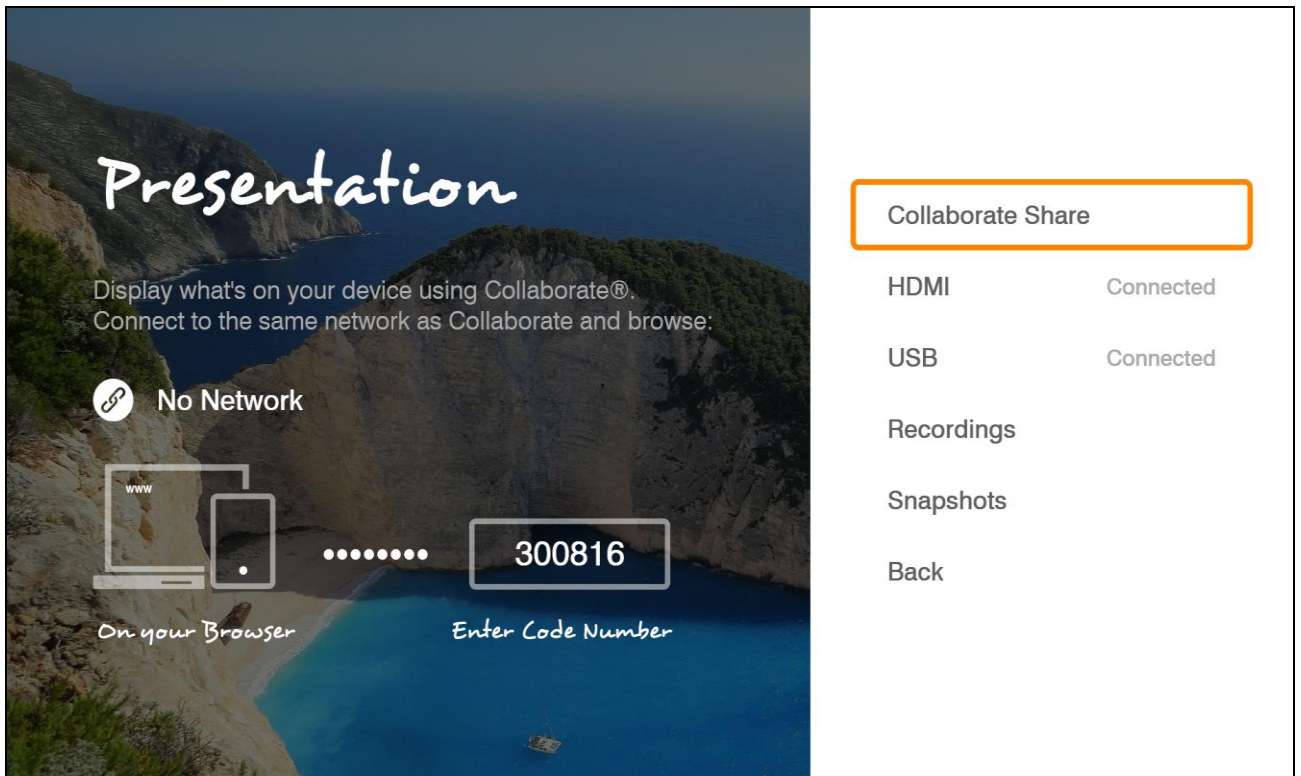 Presentation
Display what's on your device using Collaborate®.
Connect to the same network as Collaborate and browse:
No Network
www
300816
On your Browser
Enter Code Number
Collaborate Share
HDMI Connected
USB Connected
Recordings
Snapshots
Back